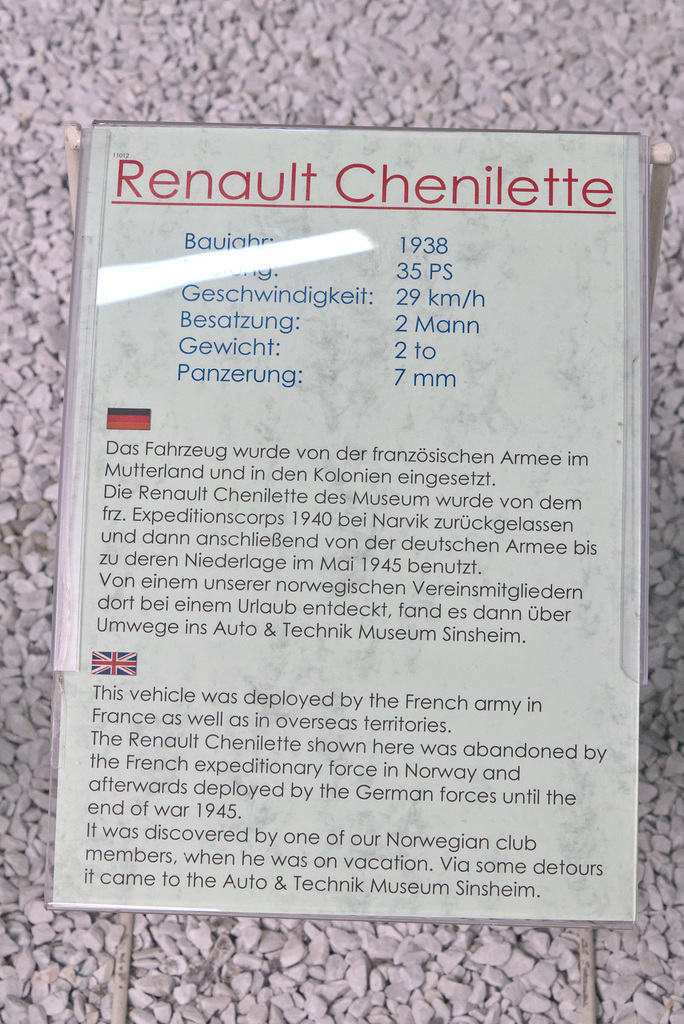 11012
Renault Chenilette
Baujahr: 1938
35 PS
Geschwindigkeit: 29 km/h
Besatzung: 2 Mann
Gewicht: 2 to
Panzerung: 7 mm
Das Fahrzeug wurde von der französischen Armee im
Mutterland und in den Kolonien eingesetzt.
Die Renault Chenilette des Museum wurde von dem
frz. Expeditionscorps 1940 bei Narvik zurückgelassen
und dann anschließend von der deutschen Armee bis
zu deren Niederlage im Mai 1945 benutzt.
Von einem unserer norwegischen Vereinsmitgliedern
dort bei einem Urlaub entdeckt, fand es dann über
Umwege ins Auto & Technik Museum Sinsheim.
This vehicle was deployed by the French army in
France as well as in overseas territories.
The Renault Chenilette shown here was abandoned by
the French expeditionary force in Norway and
afterwards deployed by the German forces until the
end of war 1945.
It was discovered by one of our Norwegian club
members, when he was on vacation. Via some detours
it came to the Auto & Technik Museum Sinsheim.